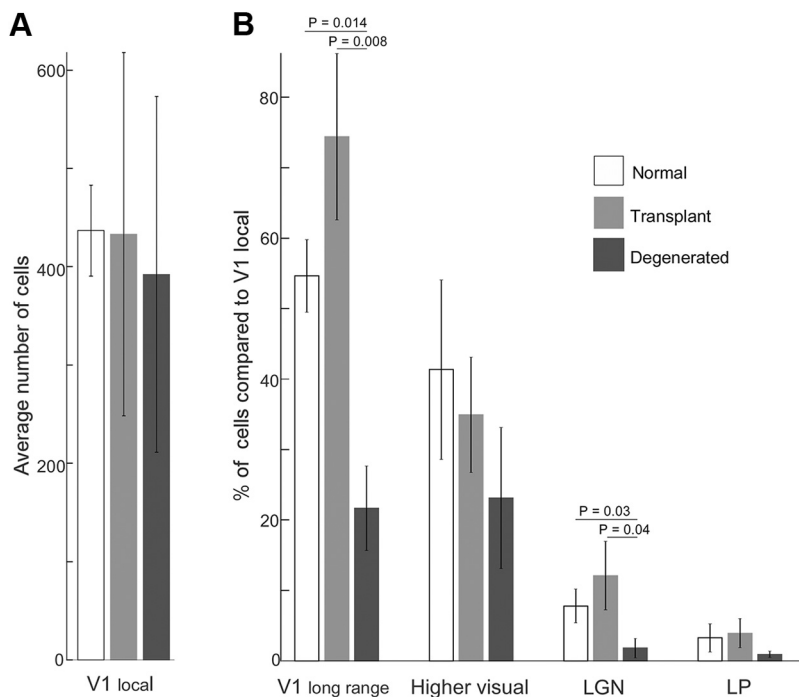 A
B
P = 0.014
P = 0.008
600
400
200
0
Average number of cells
V1 local
80
60
40
20
0
% of cells compared to V1 local
Normal
Transplant
Degenerated
P = 0.03
P = 0.04
V1 long range
Higher visual
LGN
LP